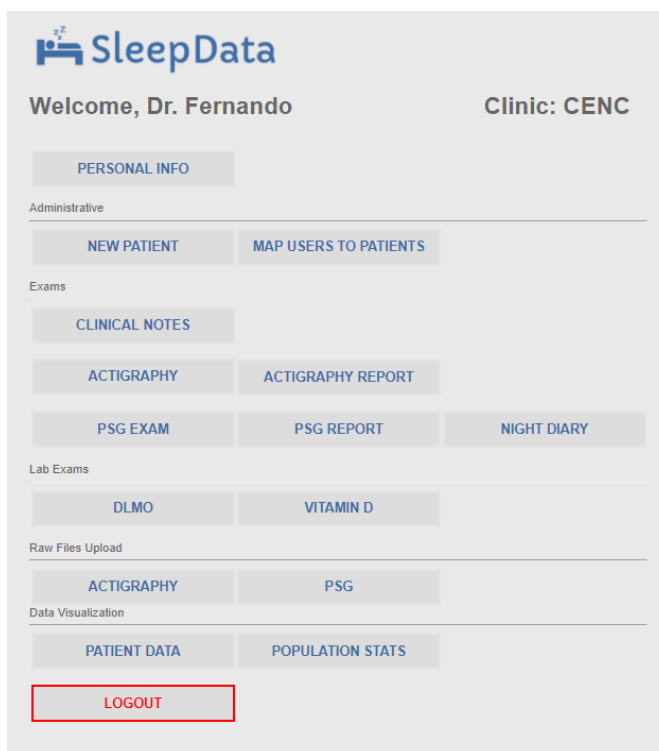 zzz
SleepData
Welcome, Dr. Fernando Clinic: CENC
PERSONAL INFO
Administrative
NEW PATIENT MAP USERS TO PATIENTS
Exams
CLINICAL NOTES
ACTIGRAPHY ACTIGRAPHY REPORT
PSG EXAM PSG REPORT NIGHT DIARY
Lab Exams
DLMO VITAMIN D
Raw Files Upload
ACTIGRAPHY PSG
Data Visualization
PATIENT DATA POPULATION STATS
LOGOUT